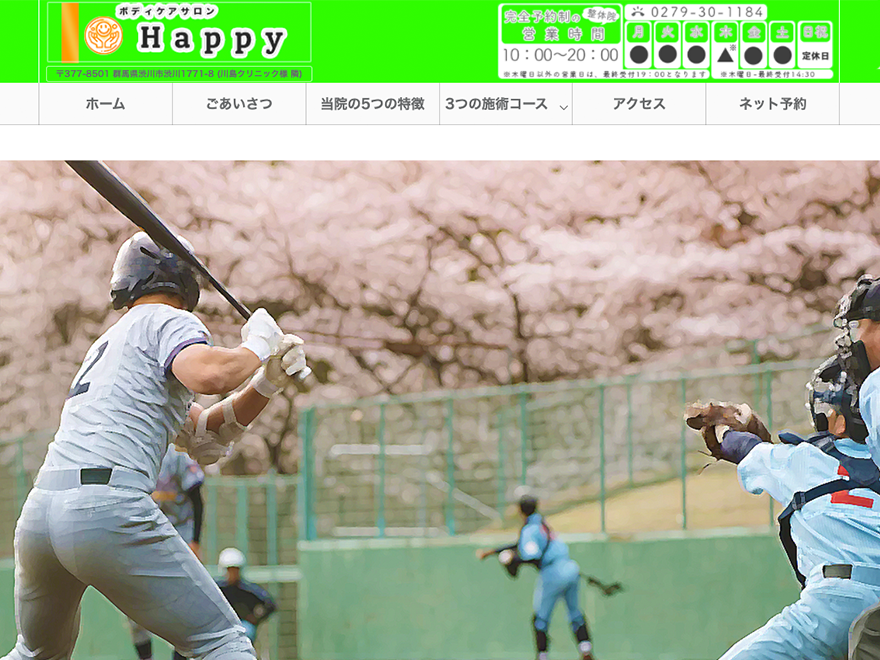 ボディケアサロン
Happy
〒377-8501 群馬県渋川市渋川1771-8 (川島クリニック様 隣)
完全予約制の整体院
営業時間
10：00〜20：00
0279-30-1184
月 火 水 木 金 土 日祝
● ● ● ▲※ ● ● 定休日
※木曜日以外の営業日は、最終受付19：00となります
※木曜日-最終受付14:30
ホーム ごあいさつ 当院の5つの特徴 3つの施術コース アクセス ネット予約
2
2